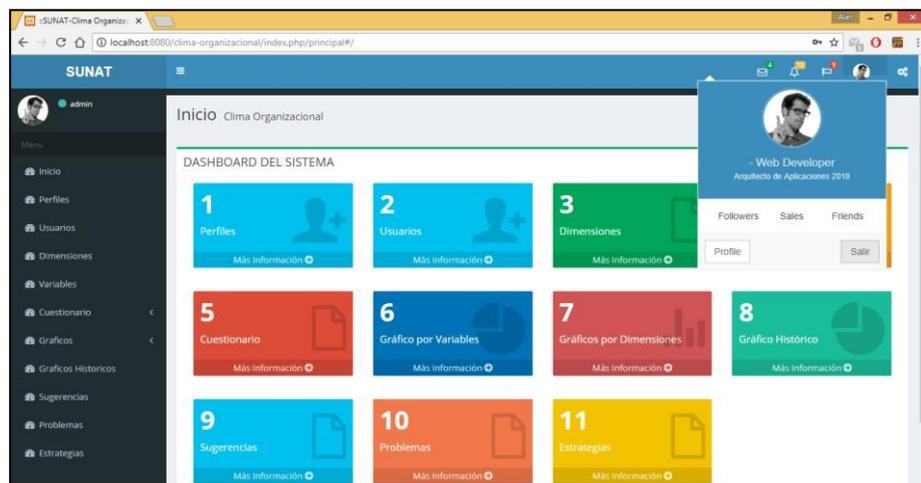 :SUNAT-Clima Organizac
Alan
localhost:8080/clima-organizacional/index.php/principal#/
SUNAT
admin
Menu
Inicio
Perfiles
Usuarios
Dimensiones
Variables
Cuestionario
Graficos
Graficos Historicos
Sugerencias
Problemas
Estrategias
Inicio Clima Organizacional
DASHBOARD DEL SISTEMA
1
Perfiles
Más Información
2
Usuarios
Más Información
3
Dimensiones
Más Información
5
Cuestionario
Más Información
6
Gráfico por Variables
Más Información
7
Gráficos por Dimensiones
Más Información
8
Gráfico Histórico
Más Información
9
Sugerencias
Más Información
10
Problemas
Más Información
11
Estrategias
Más Información
- Web Developer
Arquitecto de Aplicaciones 2018
Followers Sales Friends
Profile Salir